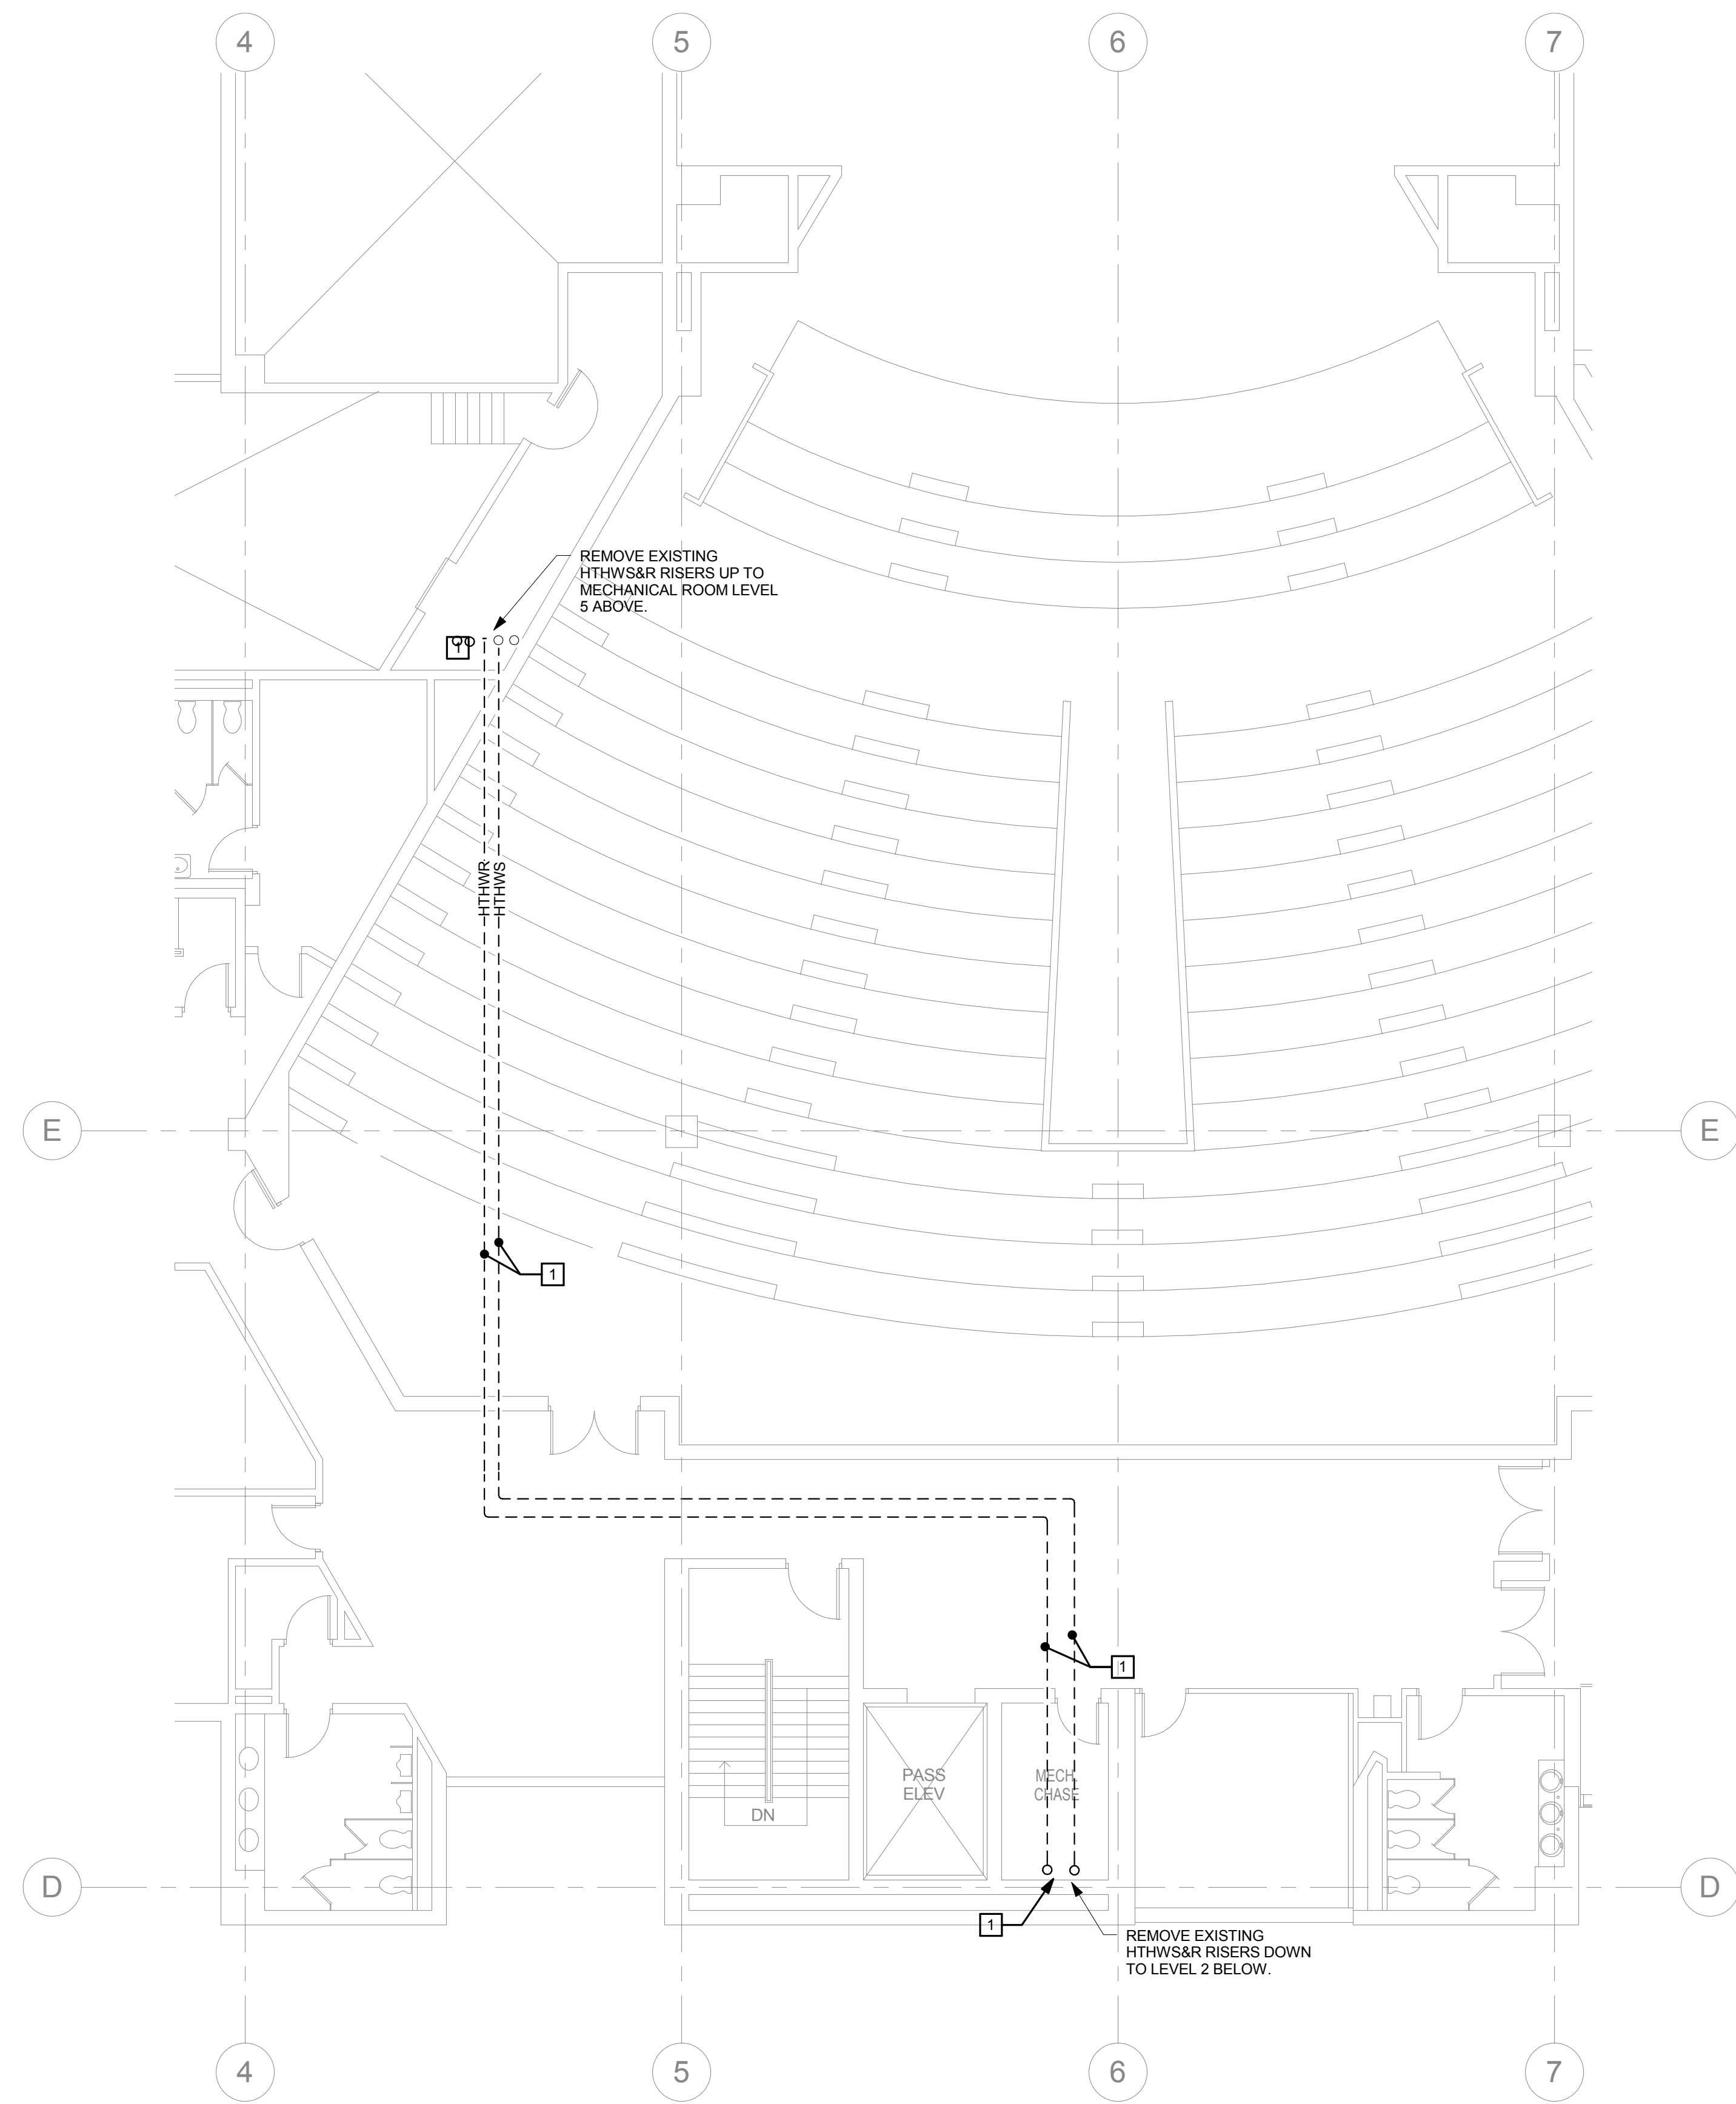 4
5
6
7
REMOVE EXISTING
HTHWS&R RISERS UP TO
MECHANICAL ROOM LEVEL
5 ABOVE.
1
HTHWR
HTHWS
E
E
1
1
PASS
ELEV
MECH
CHASE
DN
D
D
1
REMOVE EXISTING
HTHWS&R RISERS DOWN
TO LEVEL 2 BELOW.
4
5
6
7